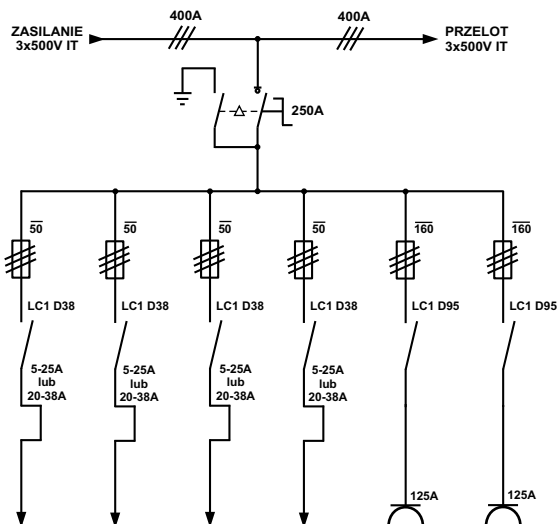 400A
400A
ZASILANIE
3x500V IT
PRZELOT
3x500V IT
250A
50
50
50
50
160
160
LC1 D38
LC1 D38
LC1 D38
LC1 D38
LC1 D95
LC1 D95
5-25A
lub
20-38A
5-25A
lub
20-38A
5-25A
lub
20-38A
5-25A
lub
20-38A
125A
125A